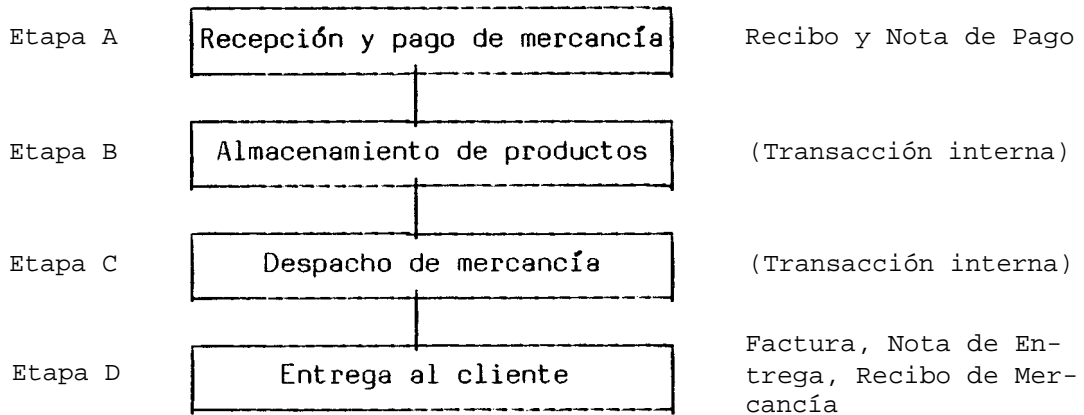 Etapa A Recepción y pago de mercancía Recibo y Nota de Pago
Etapa B Almacenamiento de productos (Transacción interna)
Etapa C Despacho de mercancía (Transacción interna)
Factura, Nota de En-
Etapa D Entrega al cliente trega, Recibo de Mer-
cancía